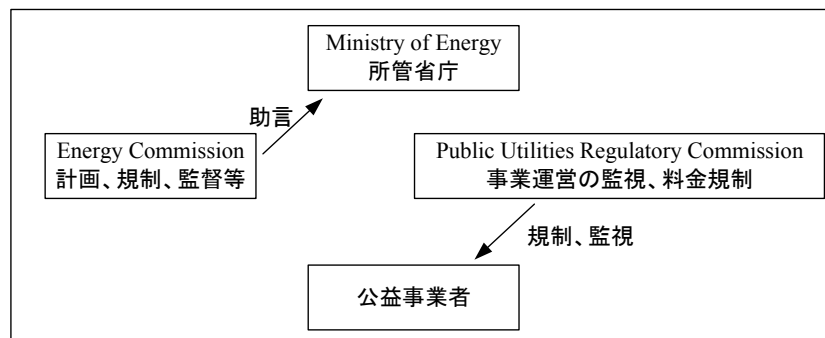 Ministry of Energy
所管省庁
助言
Energy Commission
計画、規制、監督等
Public Utilities Regulatory Commission
事業運営の監視、料金規制
規制、監視
公益事業者